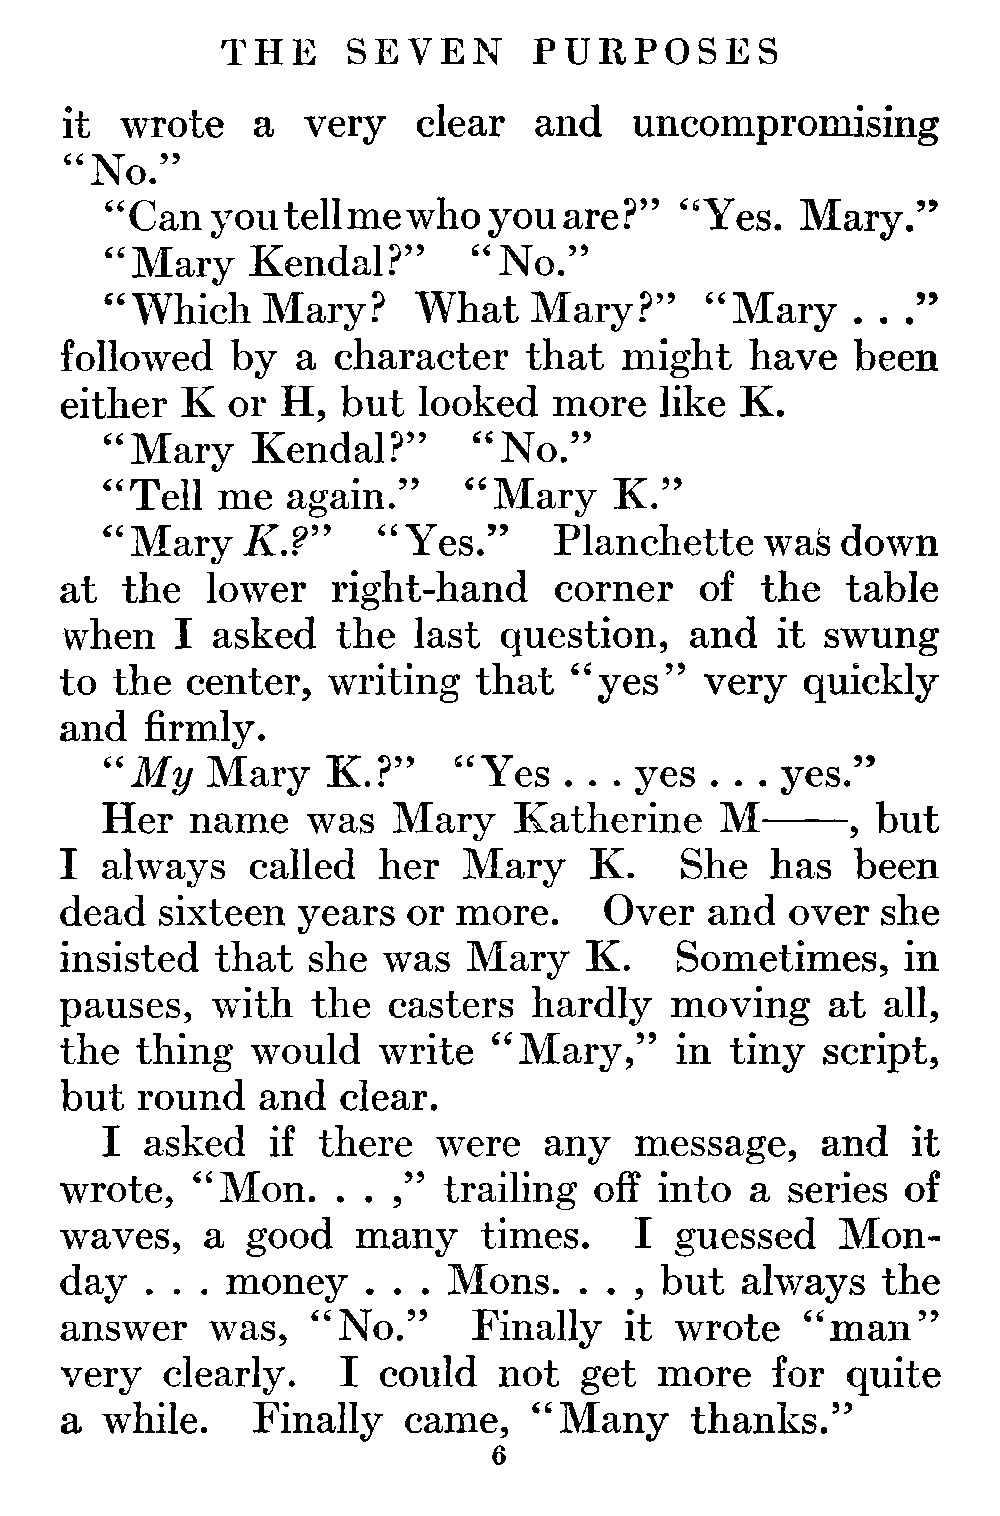 THE SEVEN PURPOSES
it wrote a very clear and uncompromising
“No.”
“Can you tell me who you are?” “Yes. Mary.”
“Mary Kendal?” “No.”
“Which Mary? What Mary?” “Mary . . .”
followed by a character that might have been
either K or H, but looked more like K.
“Mary Kendal?” “No.”
“Tell me again.” “Mary K.”
“Mary K.?” “Yes.” Planchette was down
at the lower right-hand corner of the table
when I asked the last question, and it swung
to the center, writing that “yes” very quickly
and firmly.
“My Mary K.?” “Yes . . . yes . . . yes.”
Her name was Mary Katherine M——, but
I always called her Mary K. She has been
dead sixteen years or more. Over and over she
insisted that she was Mary K. Sometimes, in
pauses, with the casters hardly moving at all,
the thing would write “Mary,” in tiny script,
but round and clear.
I asked if there were any message, and it
wrote, “Mon. . . ,” trailing off into a series of
waves, a good many times. I guessed Mon-
day . . . money . . . Mons. . . , but always the
answer was, “No.” Finally it wrote “man”
very clearly. I could not get more for quite
a while. Finally came, “Many thanks.”
6